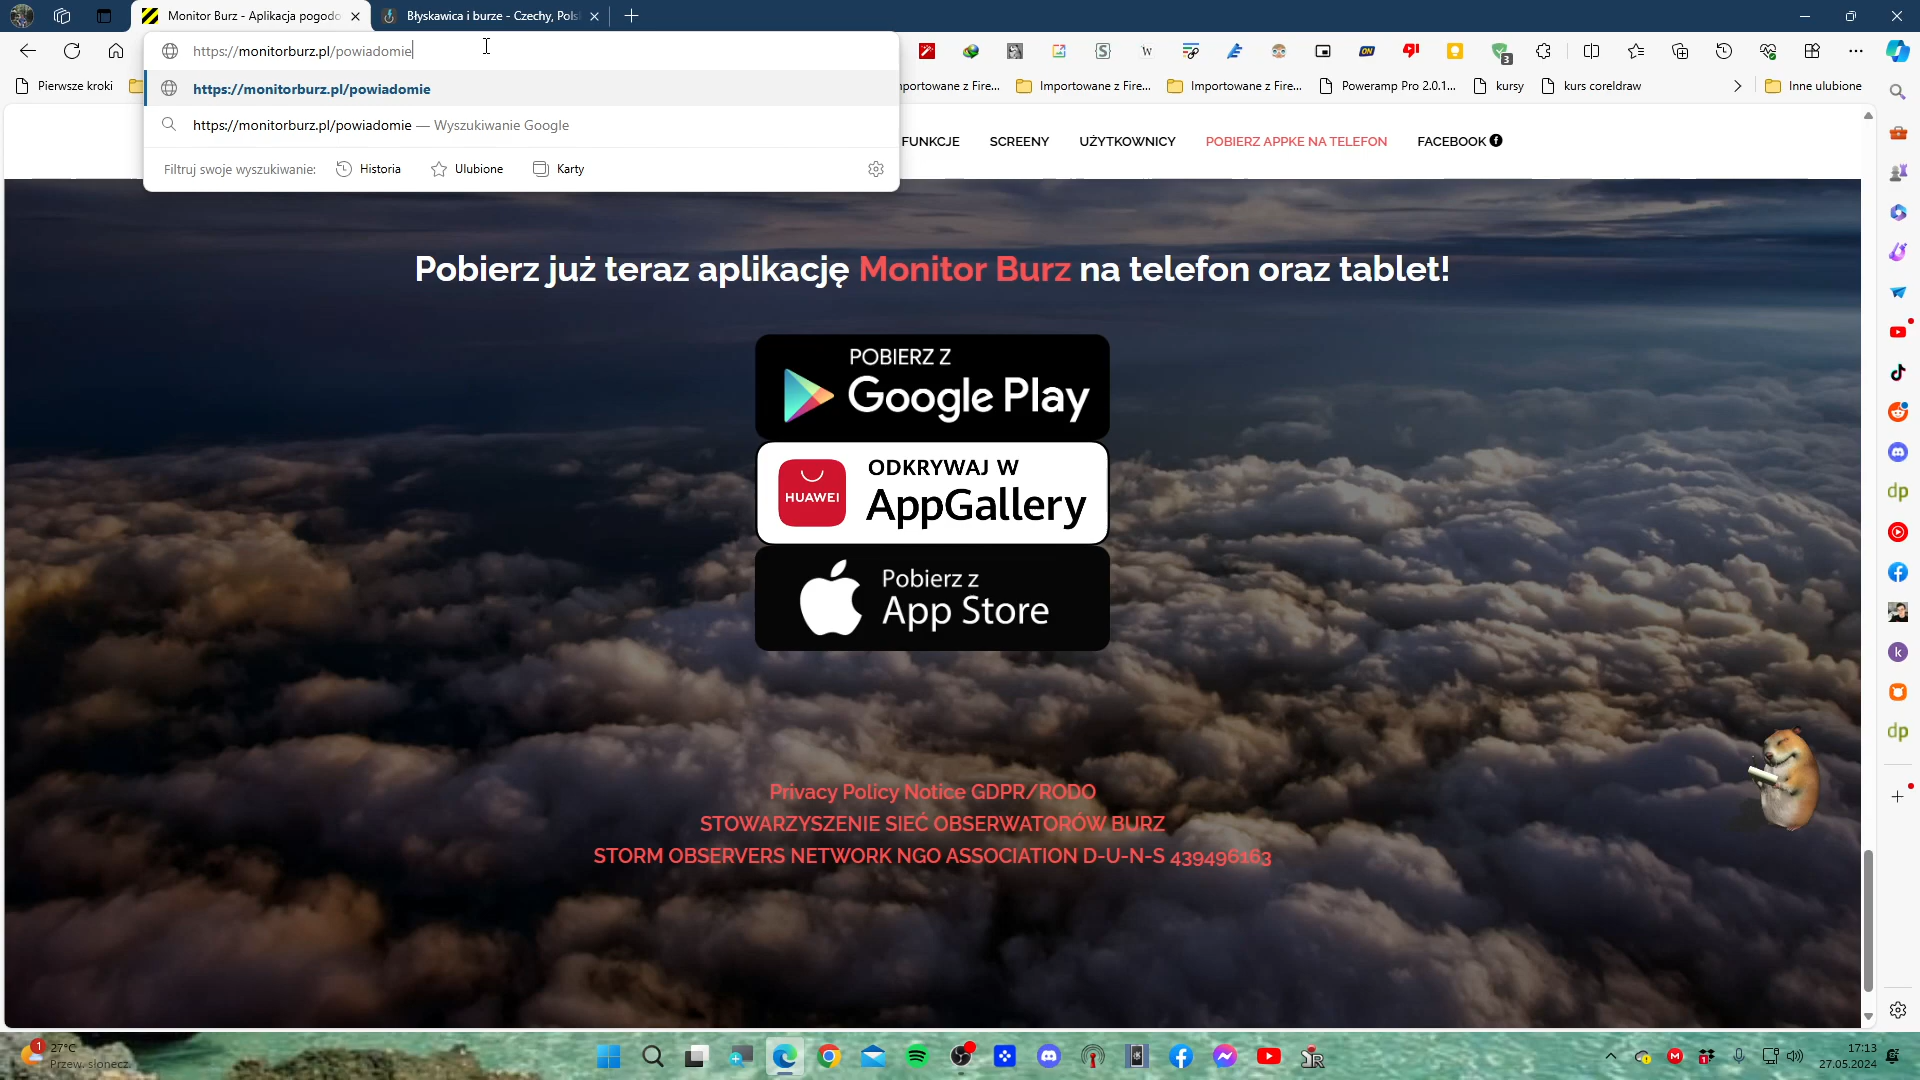 Monitor Burz - Aplikacja pogodo
Błyskawica i burze - Czechy, Pols
https://monitorburz.pl/powiadomie
https://monitorburz.pl/powiadomie
https://monitorburz.pl/powiadomie — Wyszukiwanie Google
Filtruj swoje wyszukiwanie:
Historia
Ulubione
Karty
3
Pierwsze kroki
portowane z Fire...
Importowane z Fire...
Importowane z Fire...
Poweramp Pro 2.0.1...
kursy
kurs coreldraw
Inne ulubione
FUNKCJE
SCREENY
UŻYTKOWNICY
POBIERZ APPKE NA TELEFON
FACEBOOK
Pobierz już teraz aplikację Monitor Burz na telefon oraz tablet!
POBIERZ Z
Google Play
HUAWEI
ODKRYWAJ W
AppGallery
Pobierz z
App Store
Privacy Policy Notice GDPR/RODO
STOWARZYSZENIE SIEĆ OBSERWATORÓW BURZ
STORM OBSERVERS NETWORK NGO ASSOCIATION D-U-N-S 439496163
1
27°C
Przew. słonecz.
17:13
27.05.2024